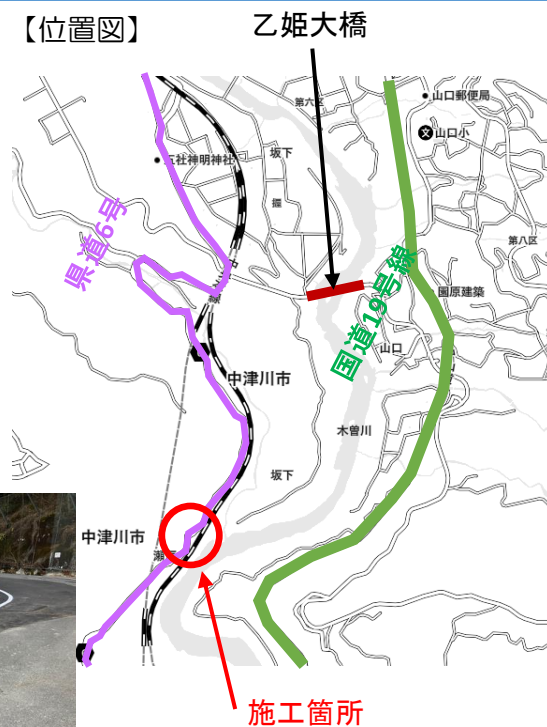 【位置図】
乙姫大橋
第六区
山口郵便局
文 山口小
坂下
五社神明神社
握
第八区
県道6号
国道19号線
園原建築
山口
中津川市
木曽川
坂下
中津川市
施工箇所